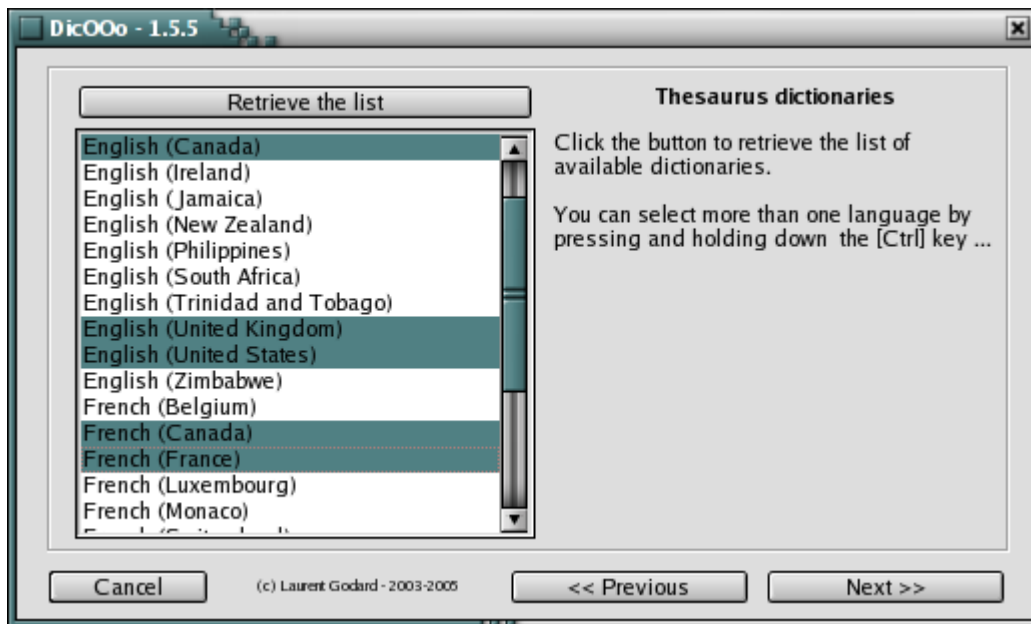 DicOOo - 1.5.5
Retrieve the list
English (Canada)
English (Ireland)
English (Jamaica)
English (New Zealand)
English (Philippines)
English (South Africa)
English (Trinidad and Tobago)
English (United Kingdom)
English (United States)
English (Zimbabwe)
French (Belgium)
French (Canada)
French (France)
French (Luxembourg)
French (Monaco)
Thesaurus dictionaries
Click the button to retrieve the list of
available dictionaries.
You can select more than one language by
pressing and holding down the [Ctrl] key ...
Cancel
(c) Laurent Godard - 2003-2005
<< Previous
Next >>